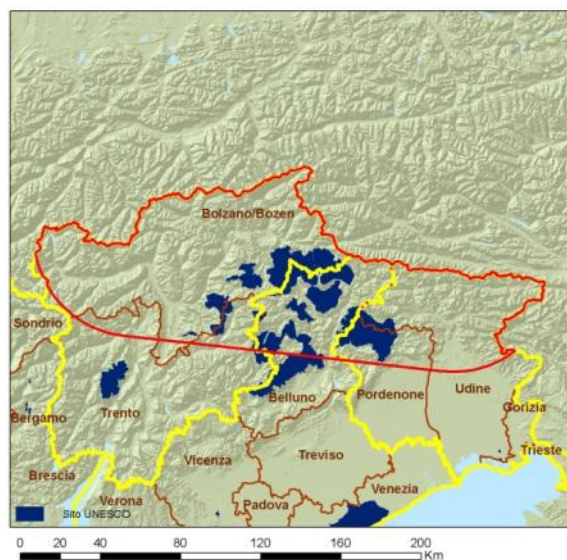 Bolzano/Bozen
Sondrio
Trento
Belluno
Pordenone
Udine
Gorizia
Bergamo
Vicenza
Treviso
Trieste
Brescia
Verona
Padova
Venezia
Sito UNESCO
0 20 40 80 120 160 200
Km